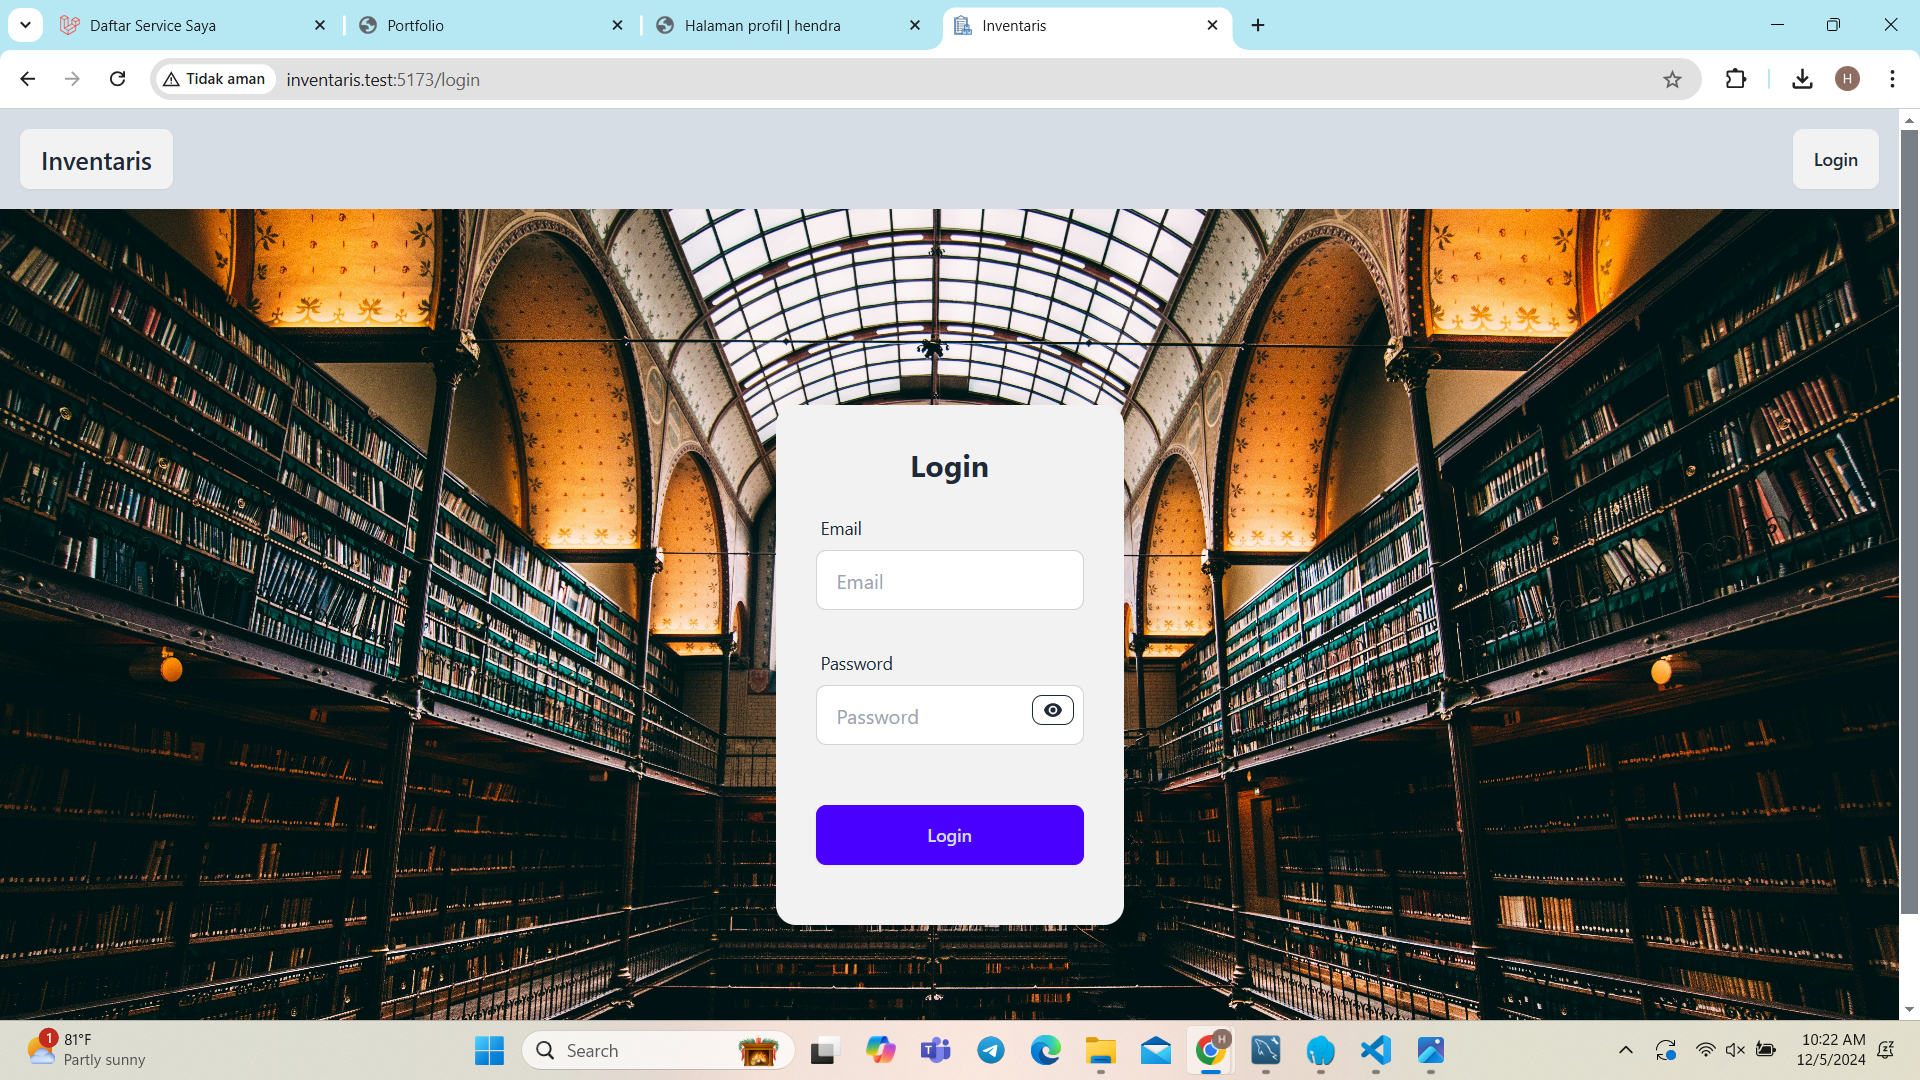 Daftar Service Saya
Portfolio
Halaman profil | hendra
Inventaris
Tidak aman
inventaris.test:5173/login
H
Inventaris
Login
Login
Email
Email
Password
Password
Login
1
81°F
Partly sunny
Search
H
10:22 AM
12/5/2024